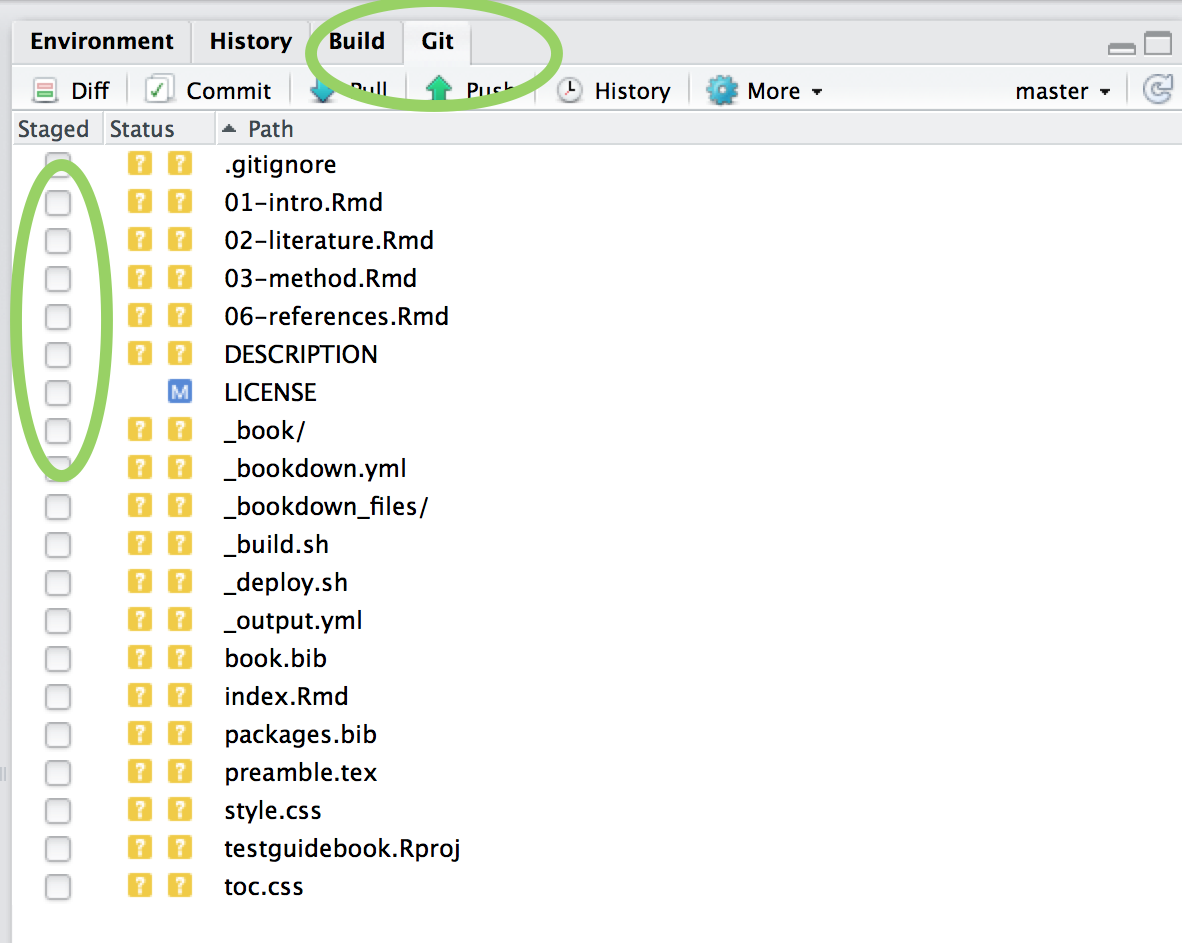 Environment History Build Git
Diff Commit Pull Push History More master
Staged Status Path
? ? .gitignore
? ? 01-intro.Rmd
? ? 02-literature.Rmd
? ? 03-method.Rmd
? ? 06-references.Rmd
? ? DESCRIPTION
M LICENSE
? ? _book/
? ? _bookdown.yml
? ? _bookdown_files/
? ? _build.sh
? ? _deploy.sh
? ? _output.yml
? ? book.bib
? ? index.Rmd
? ? packages.bib
? ? preamble.tex
? ? style.css
? ? testguidebook.Rproj
? ? toc.css